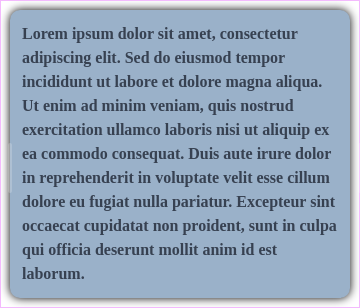 Lorem ipsum dolor sit amet, consectetur
adipiscing elit. Sed do eiusmod tempor
incididunt ut labore et dolore magna aliqua.
Ut enim ad minim veniam, quis nostrud
exercitation ullamco laboris nisi ut aliquip ex
ea commodo consequat. Duis aute irure dolor
in reprehenderit in voluptate velit esse cillum
dolore eu fugiat nulla pariatur. Excepteur sint
occaecat cupidatat non proident, sunt in culpa
qui officia deserunt mollit anim id est
laborum.